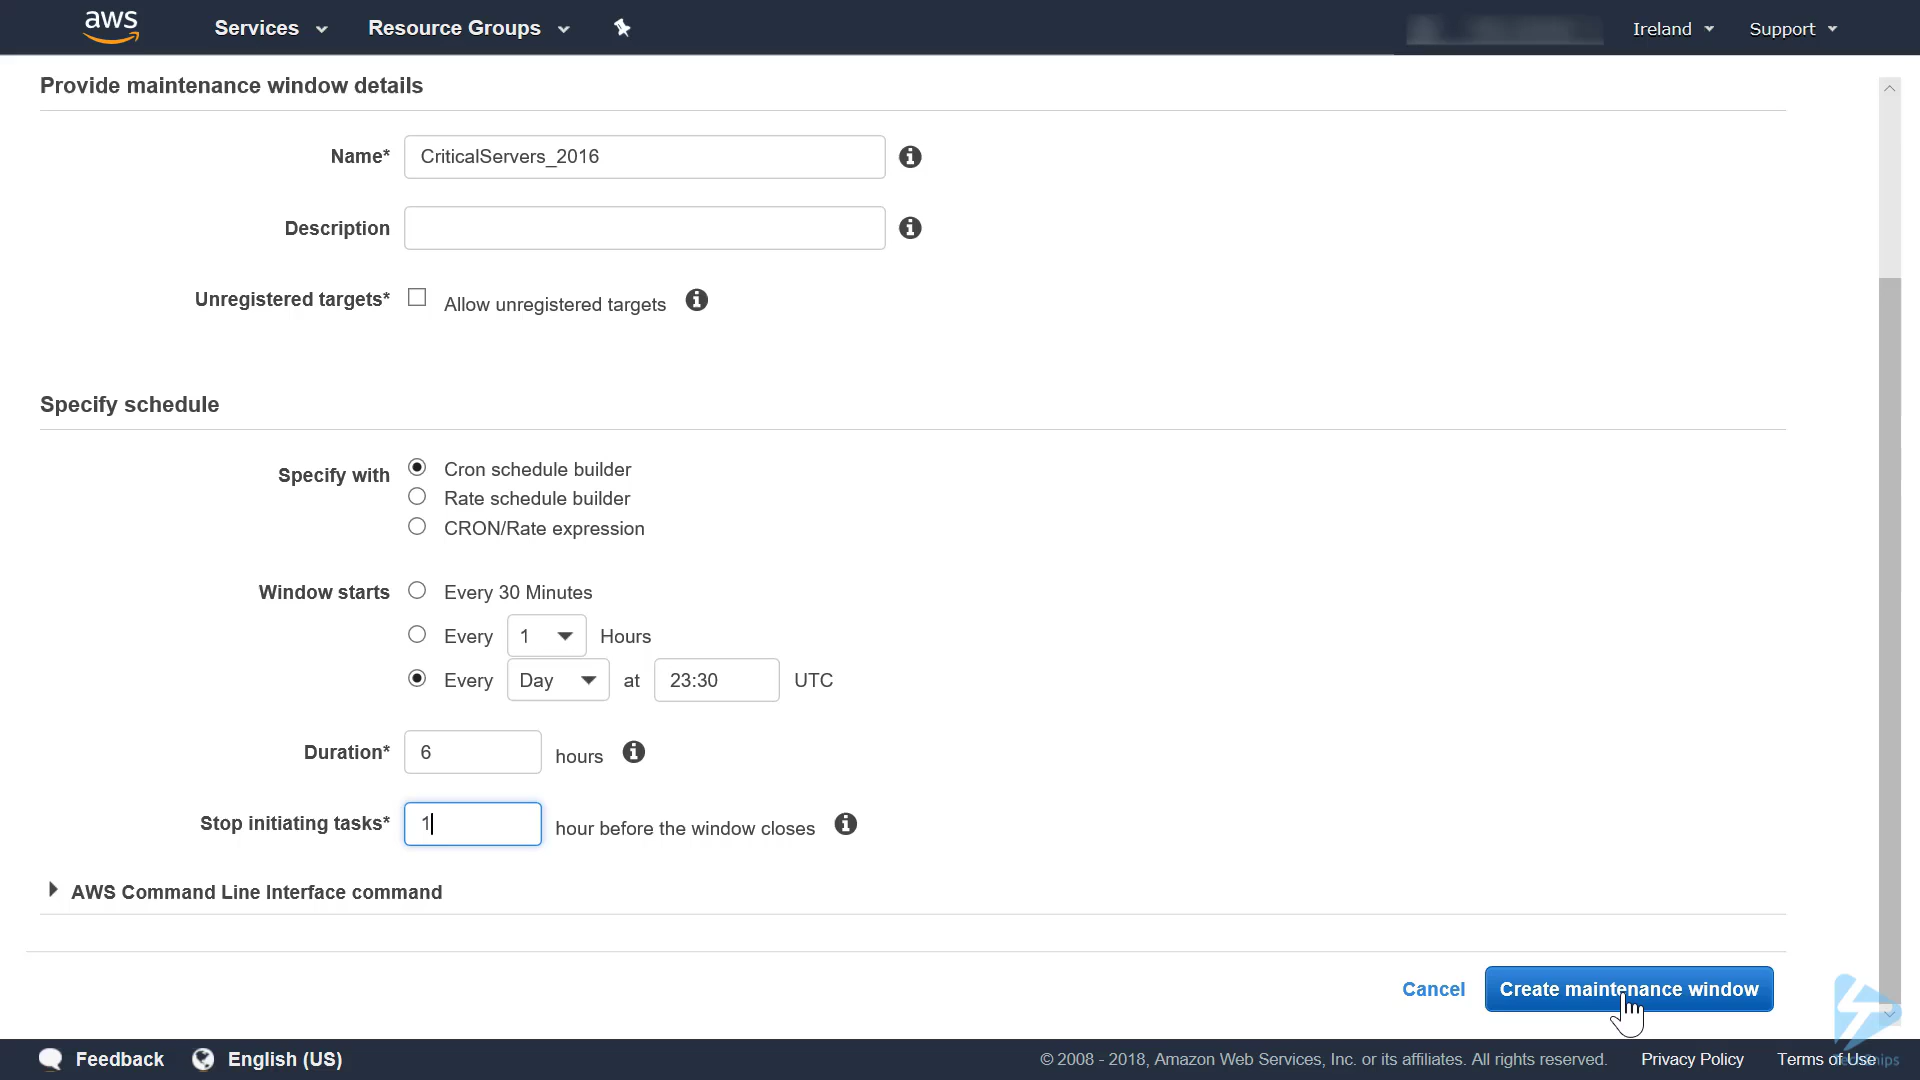 aws Services Resource Groups Ireland Support
Provide maintenance window details
Name* CriticalServers_2016
Description
Unregistered targets* Allow unregistered targets
Specify schedule
Specify with Cron schedule builder
Rate schedule builder
CRON/Rate expression
Window starts Every 30 Minutes
Every 1 Hours
Every Day at 23:30 UTC
Duration* 6 hours
Stop initiating tasks* 1 hour before the window closes
AWS Command Line Interface command
Cancel Create maintenance window
Feedback English (US) © 2008 - 2018, Amazon Web Services, Inc. or its affiliates. All rights reserved. Privacy Policy Terms of Use